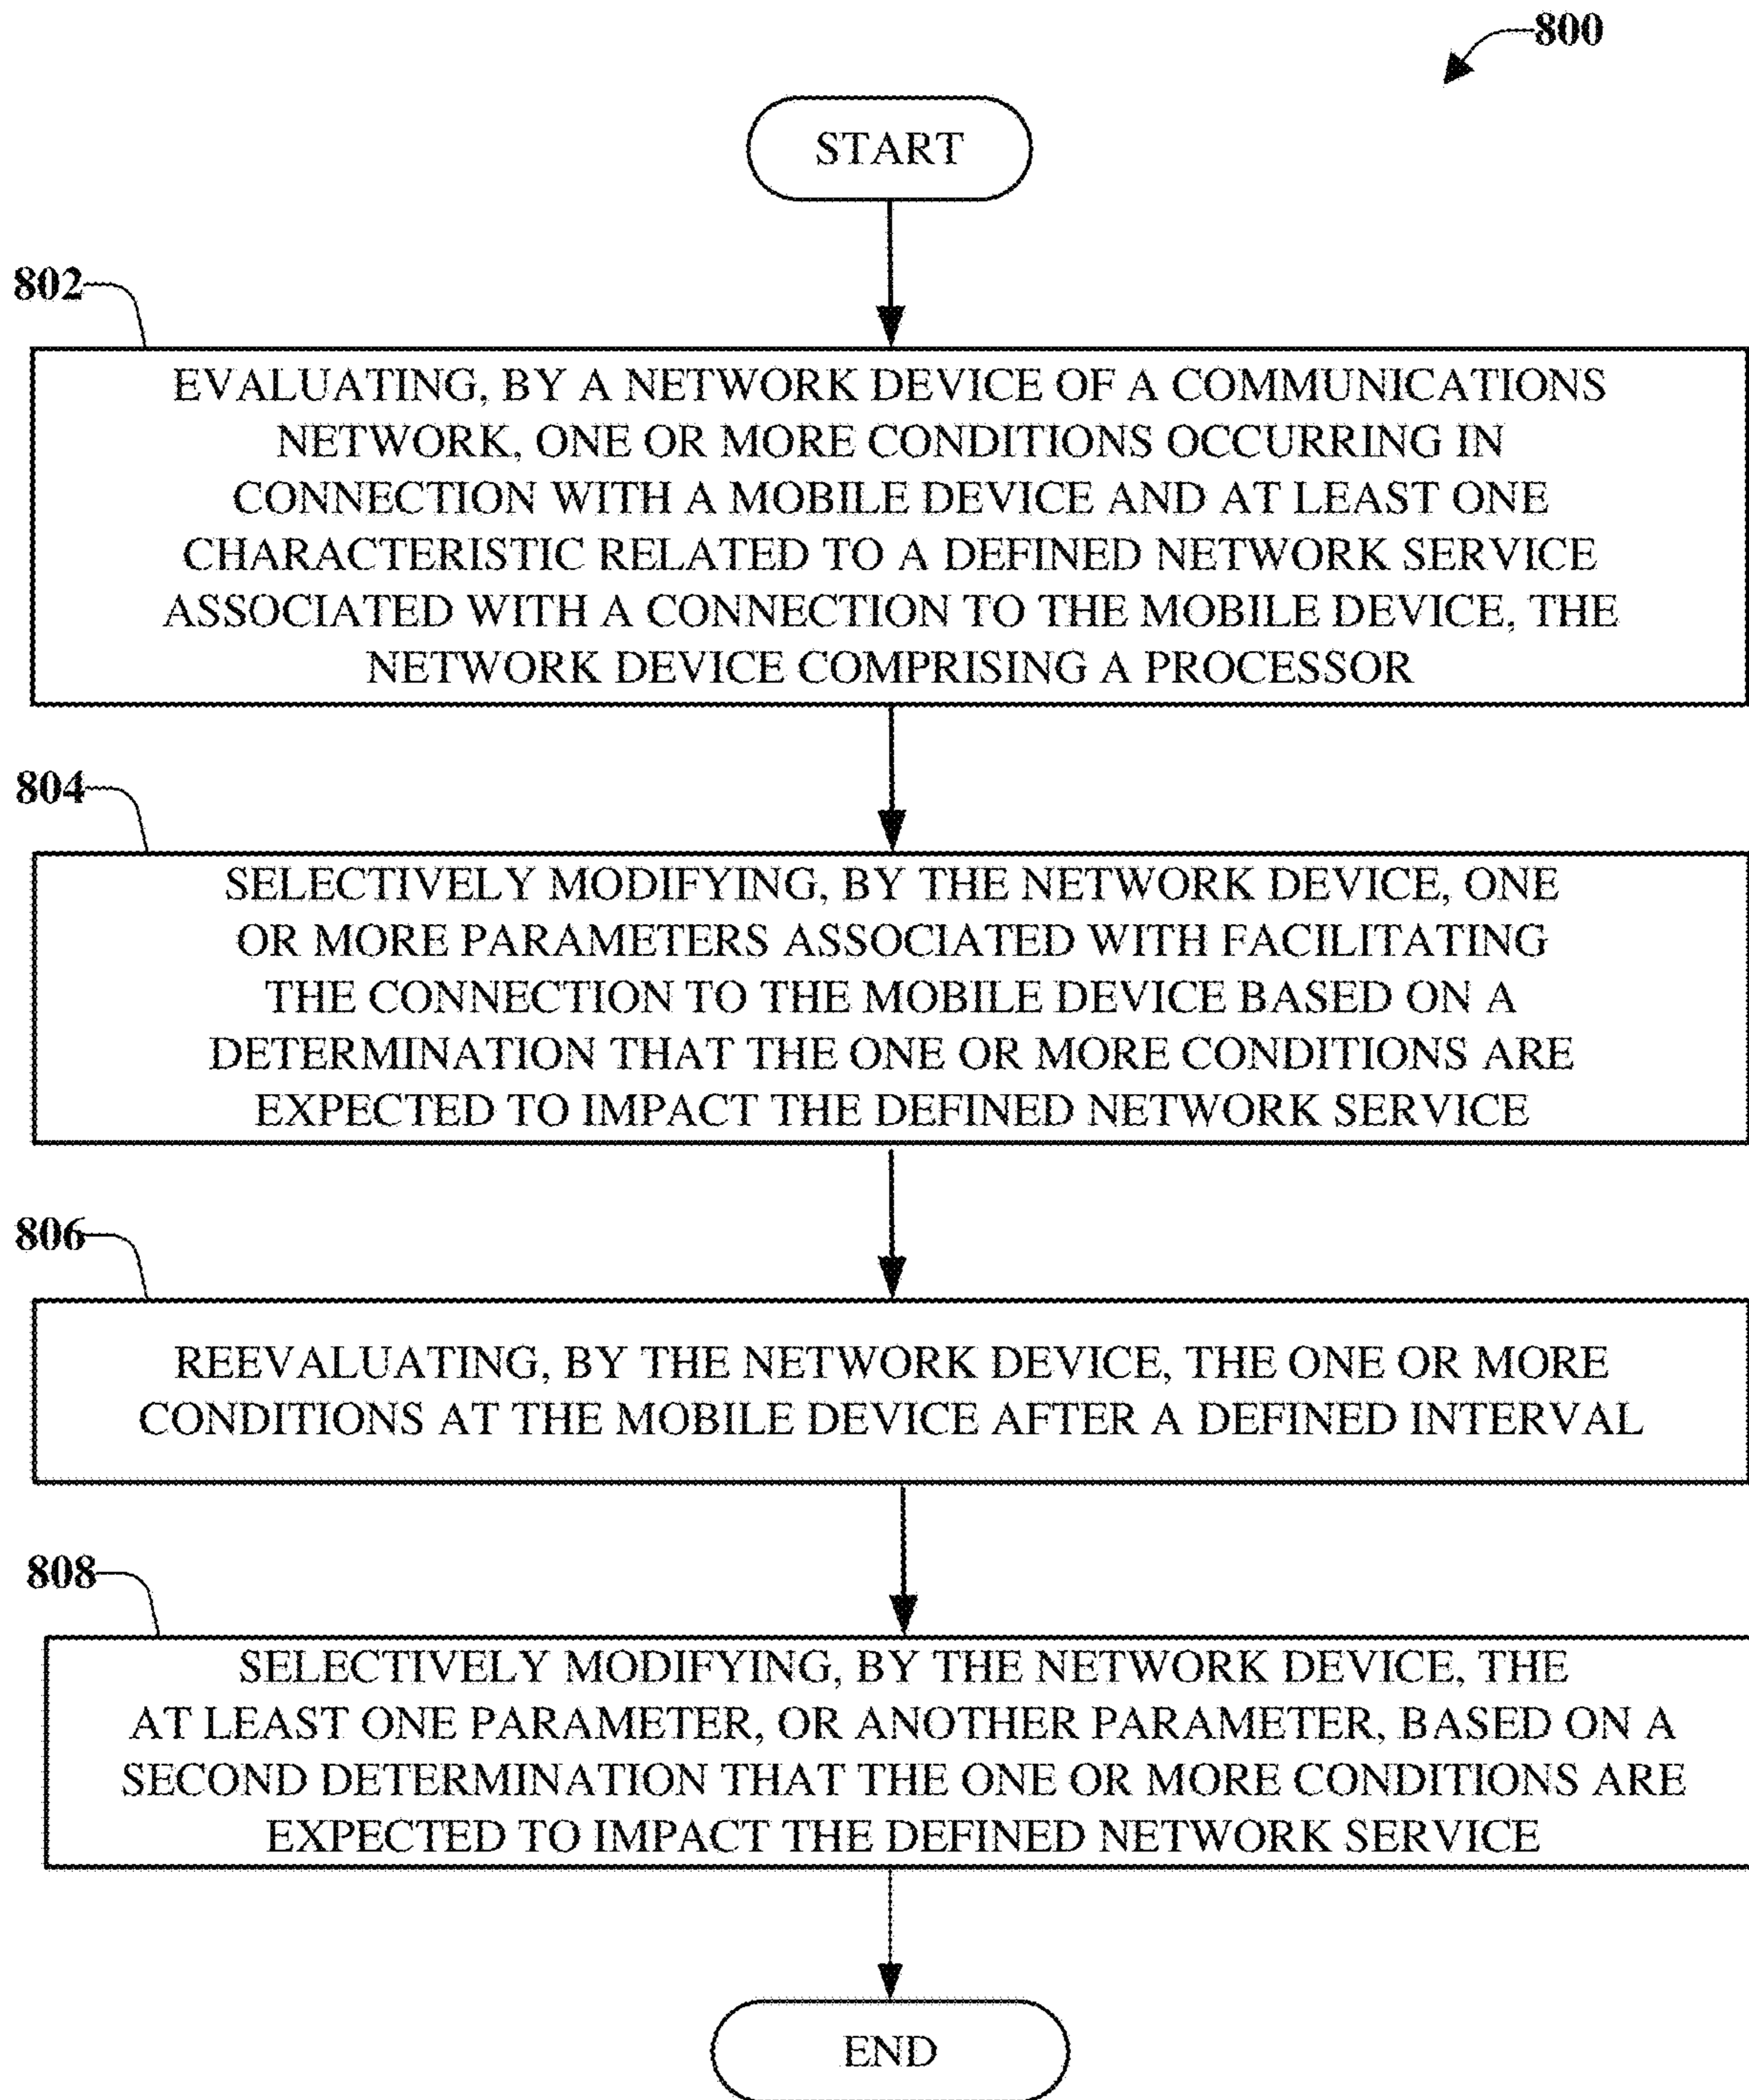 800
START
802
EVALUATING, BY A NETWORK DEVICE OF A COMMUNICATIONS
NETWORK, ONE OR MORE CONDITIONS OCCURRING IN
CONNECTION WITH A MOBILE DEVICE AND AT LEAST ONE
CHARACTERISTIC RELATED TO A DEFINED NETWORK SERVICE
ASSOCIATED WITH A CONNECTION TO THE MOBILE DEVICE, THE
NETWORK DEVICE COMPRISING A PROCESSOR
804
SELECTIVELY MODIFYING, BY THE NETWORK DEVICE, ONE
OR MORE PARAMETERS ASSOCIATED WITH FACILITATING
THE CONNECTION TO THE MOBILE DEVICE BASED ON A
DETERMINATION THAT THE ONE OR MORE CONDITIONS ARE
EXPECTED TO IMPACT THE DEFINED NETWORK SERVICE
806
REEVALUATING, BY THE NETWORK DEVICE, THE ONE OR MORE
CONDITIONS AT THE MOBILE DEVICE AFTER A DEFINED INTERVAL
808
SELECTIVELY MODIFYING, BY THE NETWORK DEVICE, THE
AT LEAST ONE PARAMETER, OR ANOTHER PARAMETER, BASED ON A
SECOND DETERMINATION THAT THE ONE OR MORE CONDITIONS ARE
EXPECTED TO IMPACT THE DEFINED NETWORK SERVICE
END